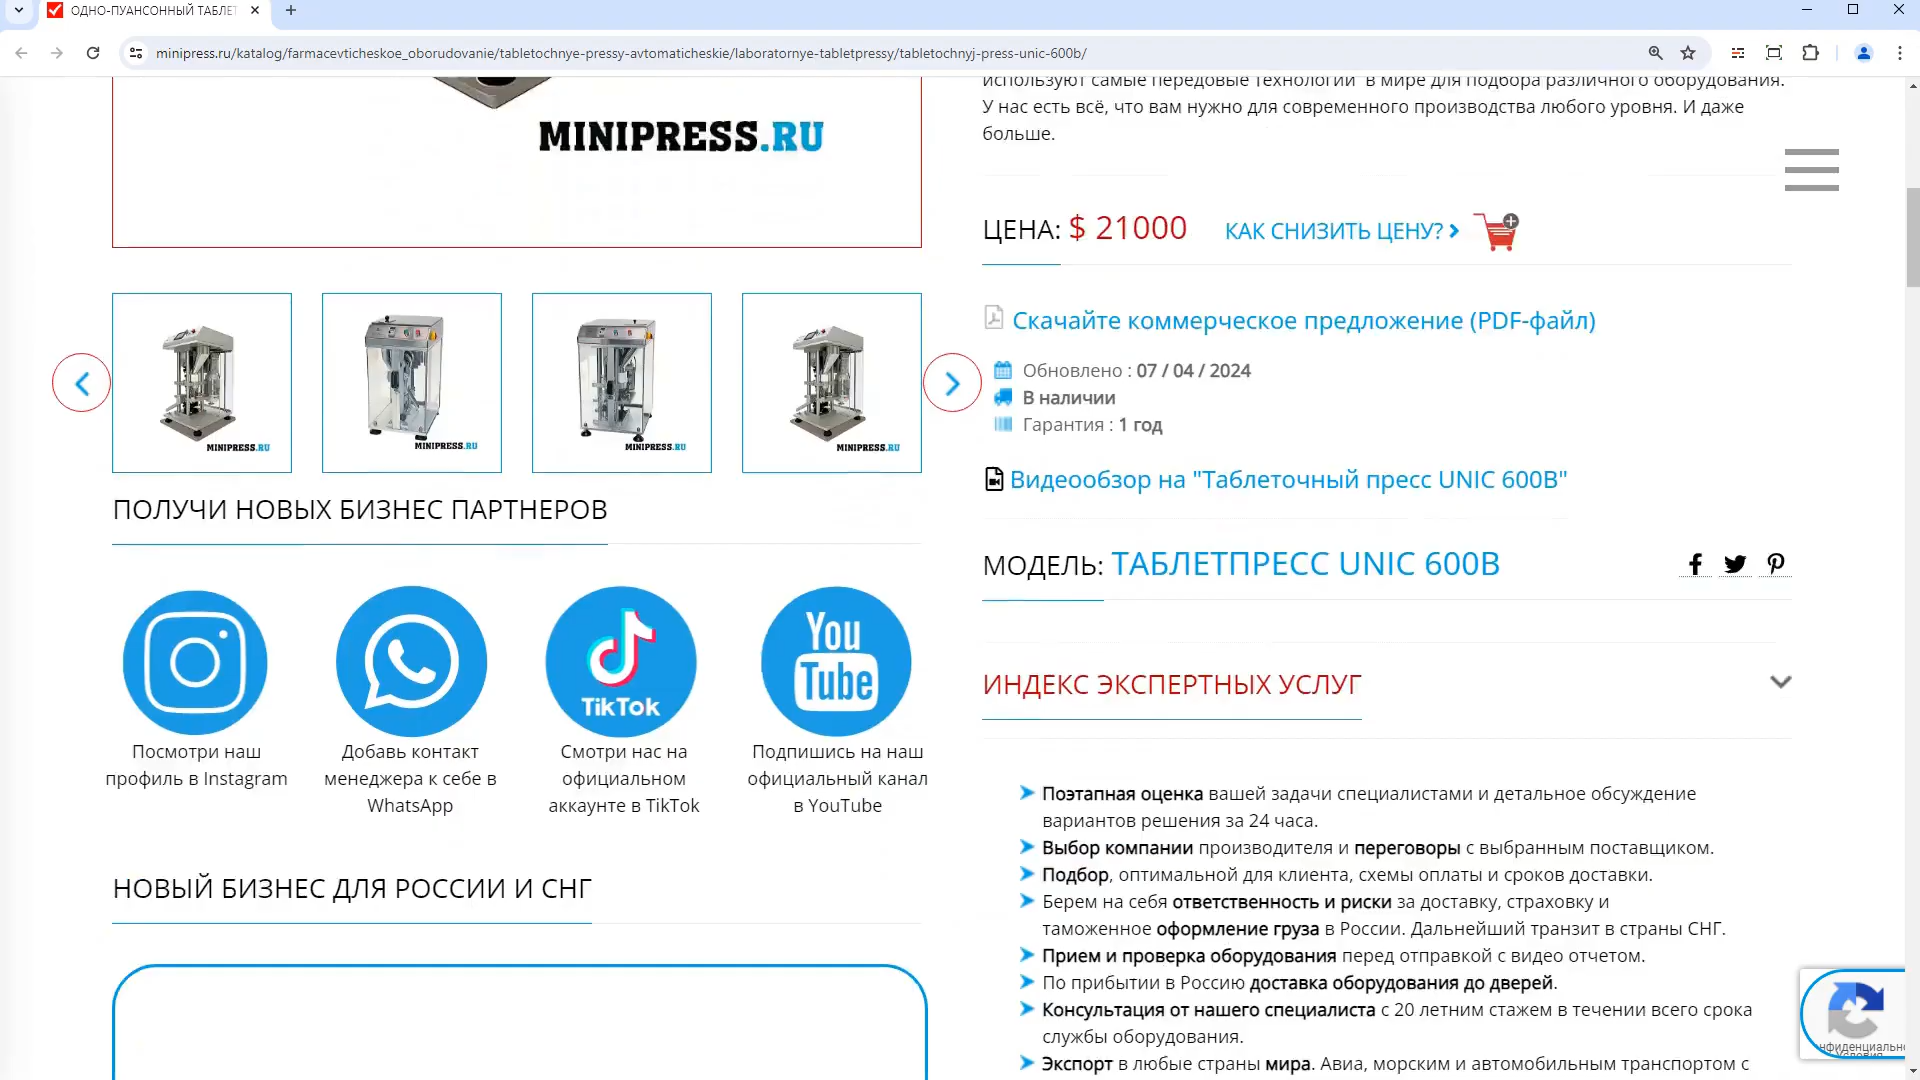 ОДНО-ПУАНСОННЫЙ ТАБЛЕТ
minipress.ru/katalog/farmacevticheskoe_oborudovanie/tabletochnye-pressy-avtomaticheskie/laboratornye-tabletpressy/tabletochnyj-press-unic-600b/
используют самые передовые технологии в мире для подбора различного оборудования.
У нас есть всё, что вам нужно для современного производства любого уровня. И даже
больше.
MINIPRESS.RU
ЦЕНА: $ 21000 КАК СНИЗИТЬ ЦЕНУ?
Скачайте коммерческое предложение (PDF-файл)
Обновлено : 07 / 04 / 2024
В наличии
Гарантия : 1 год
MINIPRESS.RU
MINIPRESS.RU
MINIPRESS.RU
MINIPRESS.RU
Видеообзор на "Таблеточный пресс UNIC 600B"
МОДЕЛЬ: ТАБЛЕТПРЕСС UNIC 600B
ПОЛУЧИ НОВЫХ БИЗНЕС ПАРТНЕРОВ
TikTok
You
Tube
Посмотри наш
профиль в Instagram
Добавь контакт
менеджера к себе в
WhatsApp
Смотри нас на
официальном
аккаунте в TikTok
Подпишись на наш
официальный канал
в YouTube
НОВЫЙ БИЗНЕС ДЛЯ РОССИИ И СНГ
ИНДЕКС ЭКСПЕРТНЫХ УСЛУГ
Поэтапная оценка вашей задачи специалистами и детальное обсуждение
вариантов решения за 24 часа.
Выбор компании производителя и переговоры с выбранным поставщиком.
Подбор, оптимальной для клиента, схемы оплаты и сроков доставки.
Берем на себя ответственность и риски за доставку, страховку и
таможенное оформление груза в России. Дальнейший транзит в страны СНГ.
Прием и проверка оборудования перед отправкой с видео отчетом.
По прибытии в Россию доставка оборудования до дверей.
Консультация от нашего специалиста с 20 летним стажем в течении всего срока
службы оборудования.
Экспорт в любые страны мира. Авиа, морским и автомобильным транспортом с
нфиденциальн